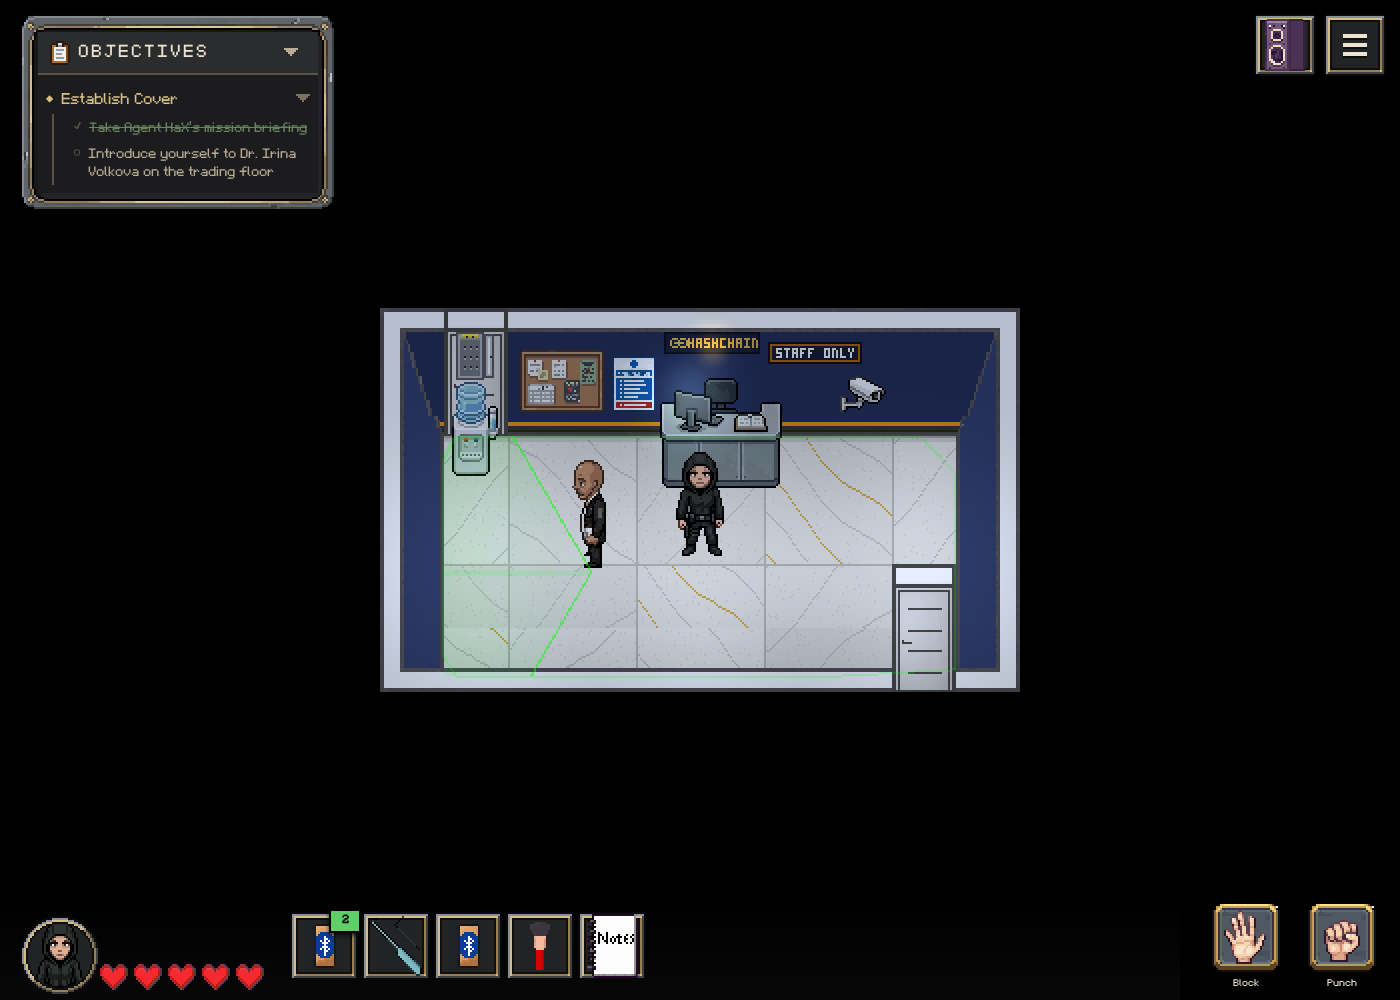 OBJECTIVES
Establish Cover
Take Agent HaX's mission briefing
Introduce yourself to Dr. Irina
Volkova on the trading floor
HASHCHAIN
STAFF ONLY
2
Notes
Block
Punch